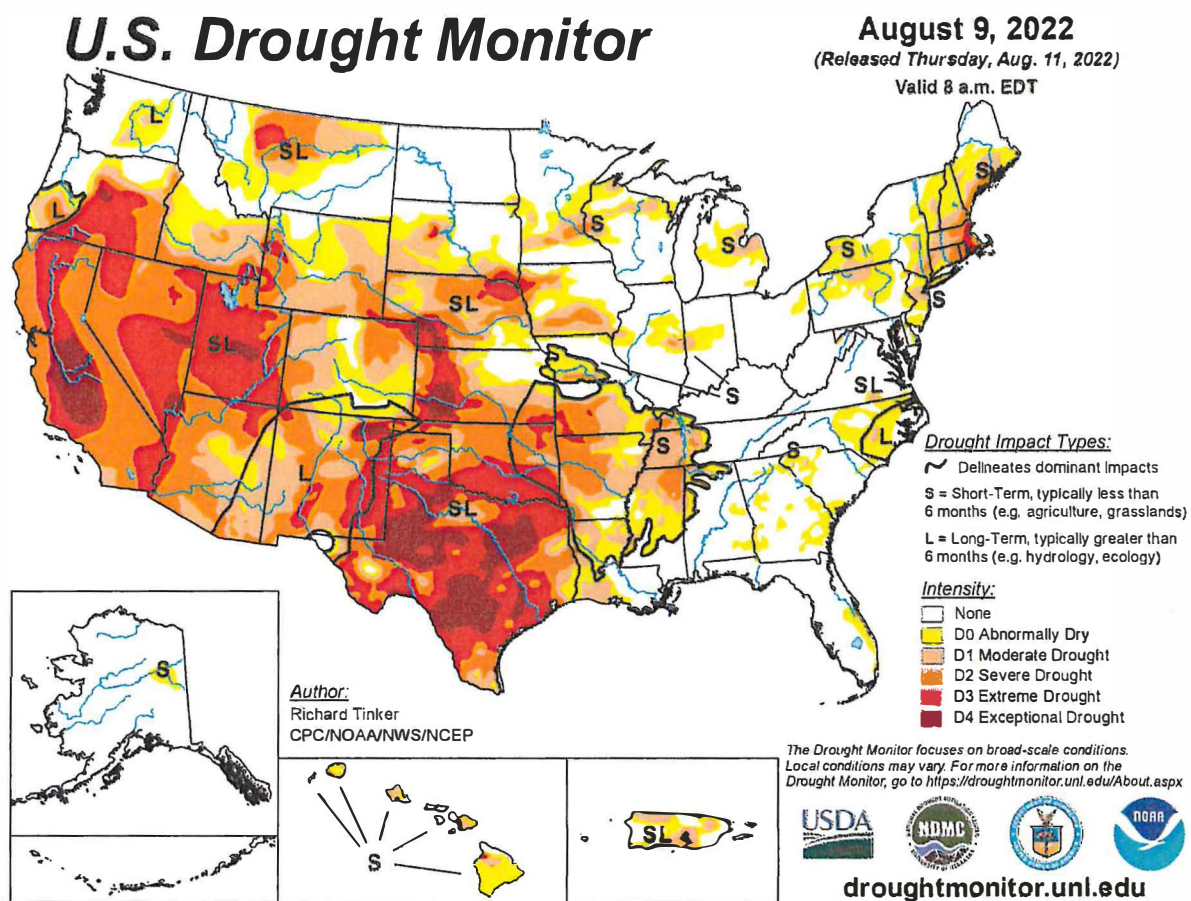 U.S. Drought Monitor
August 9, 2022
(Released Thursday, Aug. 11, 2022)
Valid 8 a.m. EDT
L
SL
S
L
S
S
S
S
SL
SL
S
SL
S
L
S
L
SL
Drought Impact Types:
Delineates dominant impacts
S = Short-Term, typically less than
6 months (e.g. agriculture, grasslands)
L = Long-Term, typically greater than
6 months (e.g. hydrology, ecology)
Intensity:
None
D0 Abnormally Dry
D1 Moderate Drought
D2 Severe Drought
D3 Extreme Drought
D4 Exceptional Drought
S
Author:
Richard Tinker
CPC/NOAA/NWS/NCEP
S
SL
The Drought Monitor focuses on broad-scale conditions.
Local conditions may vary. For more information on the
Drought Monitor, go to https://droughtmonitor.unl.edu/About.aspx
USDA
NDMC
NOAA
droughtmonitor.unl.edu